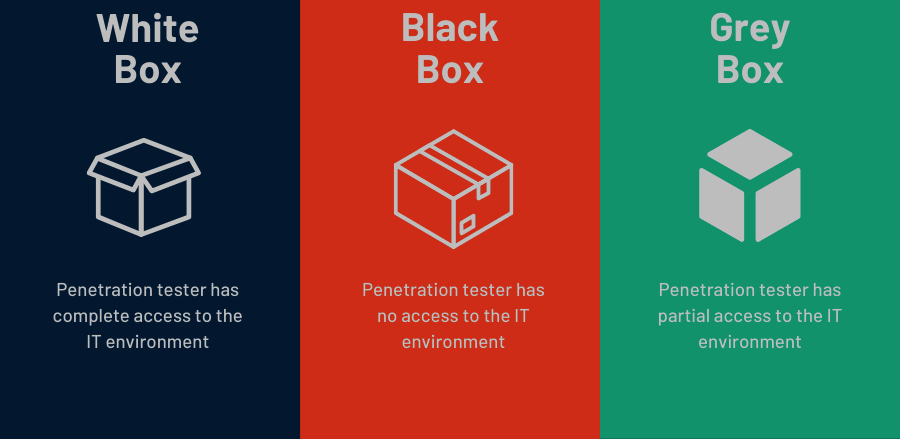 White
Box
Penetration tester has
complete access to the
IT environment
Black
Box
Penetration tester has
no access to the IT
environment
Grey
Box
Penetration tester has
partial access to the IT
environment